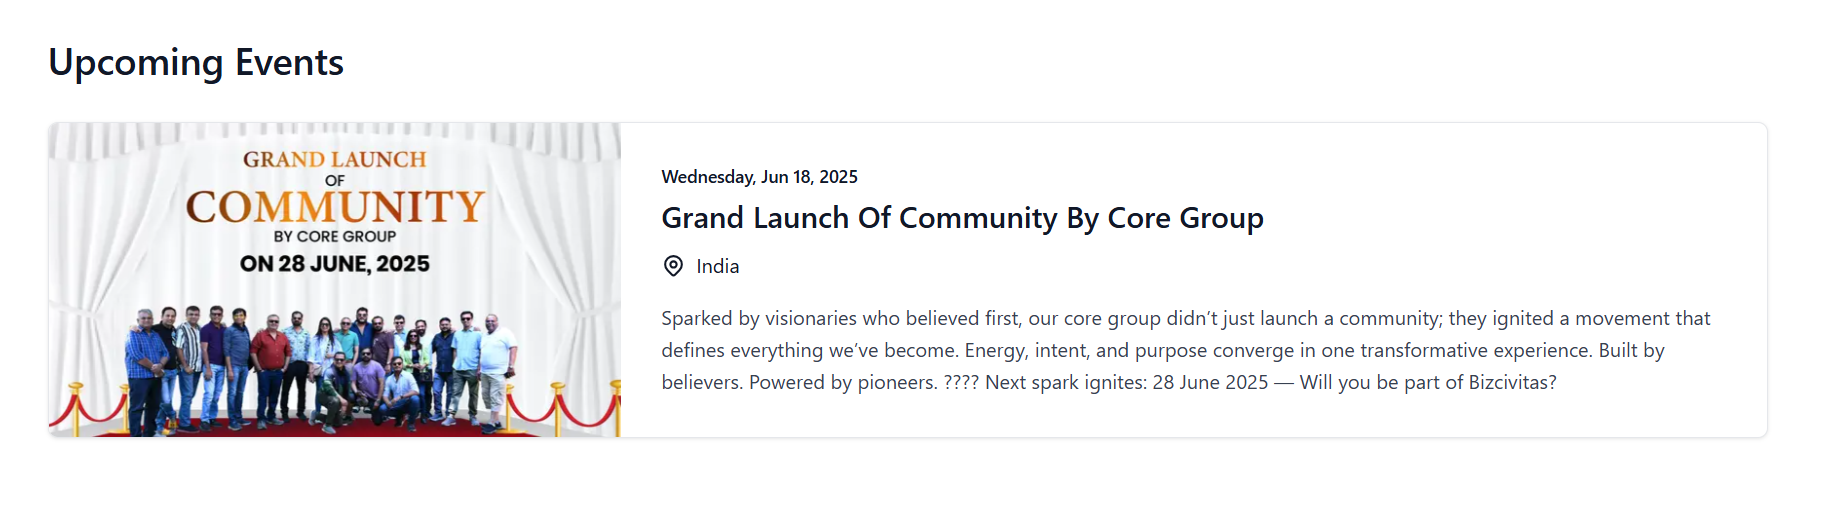 Upcoming Events
GRAND LAUNCH
OF
COMMUNITY
BY CORE GROUP
ON 28 JUNE, 2025
Wednesday, Jun 18, 2025
Grand Launch Of Community By Core Group
India
Sparked by visionaries who believed first, our core group didn’t just launch a community; they ignited a movement that
defines everything we’ve become. Energy, intent, and purpose converge in one transformative experience. Built by
believers. Powered by pioneers. ???? Next spark ignites: 28 June 2025 — Will you be part of Bizcivitas?